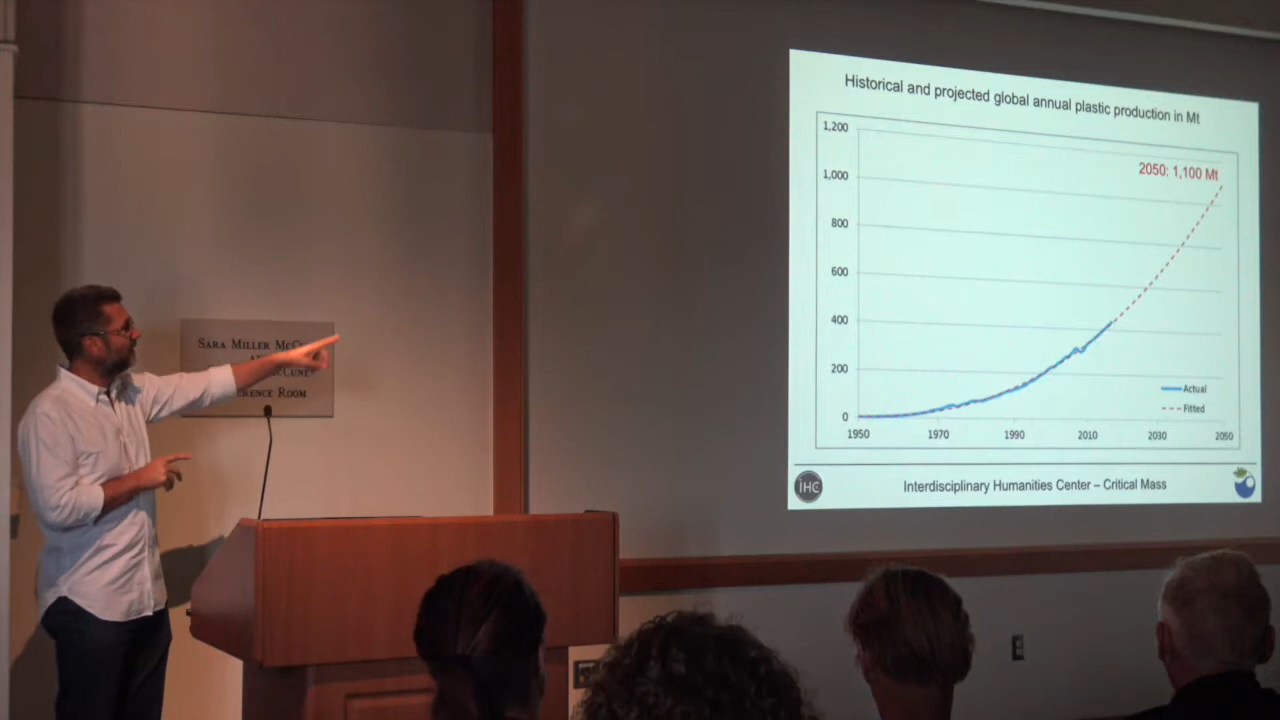 Historical and projected global annual plastic production in Mt
1,200
1,000
800
600
400
200
0
2050: 1,100 Mt
Actual
Fitted
1950 1970 1990 2010 2030 2050
IHC
Interdisciplinary Humanities Center – Critical Mass
SARA MILLER
ROOM